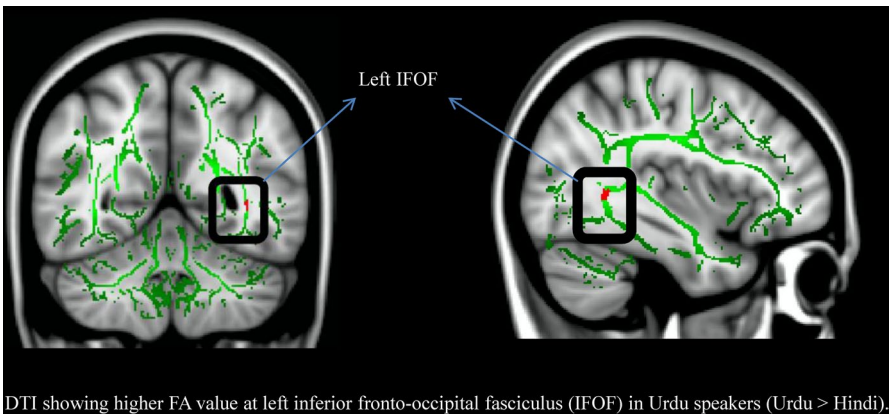 Left IFOF
DTI showing higher FA value at left inferior fronto-occipital fasciculus (IFOF) in Urdu speakers (Urdu > Hindi)